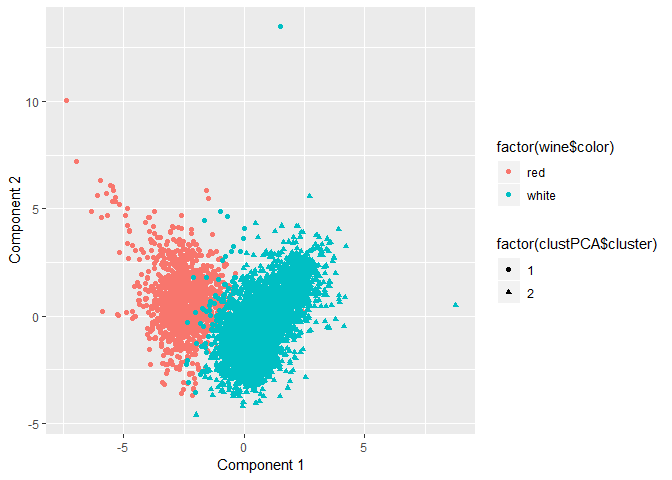 10
5
0
-5
-5
0
5
Component 1
Component 2
factor(wine$color)
red
white
factor(clustPCA$cluster)
1
2